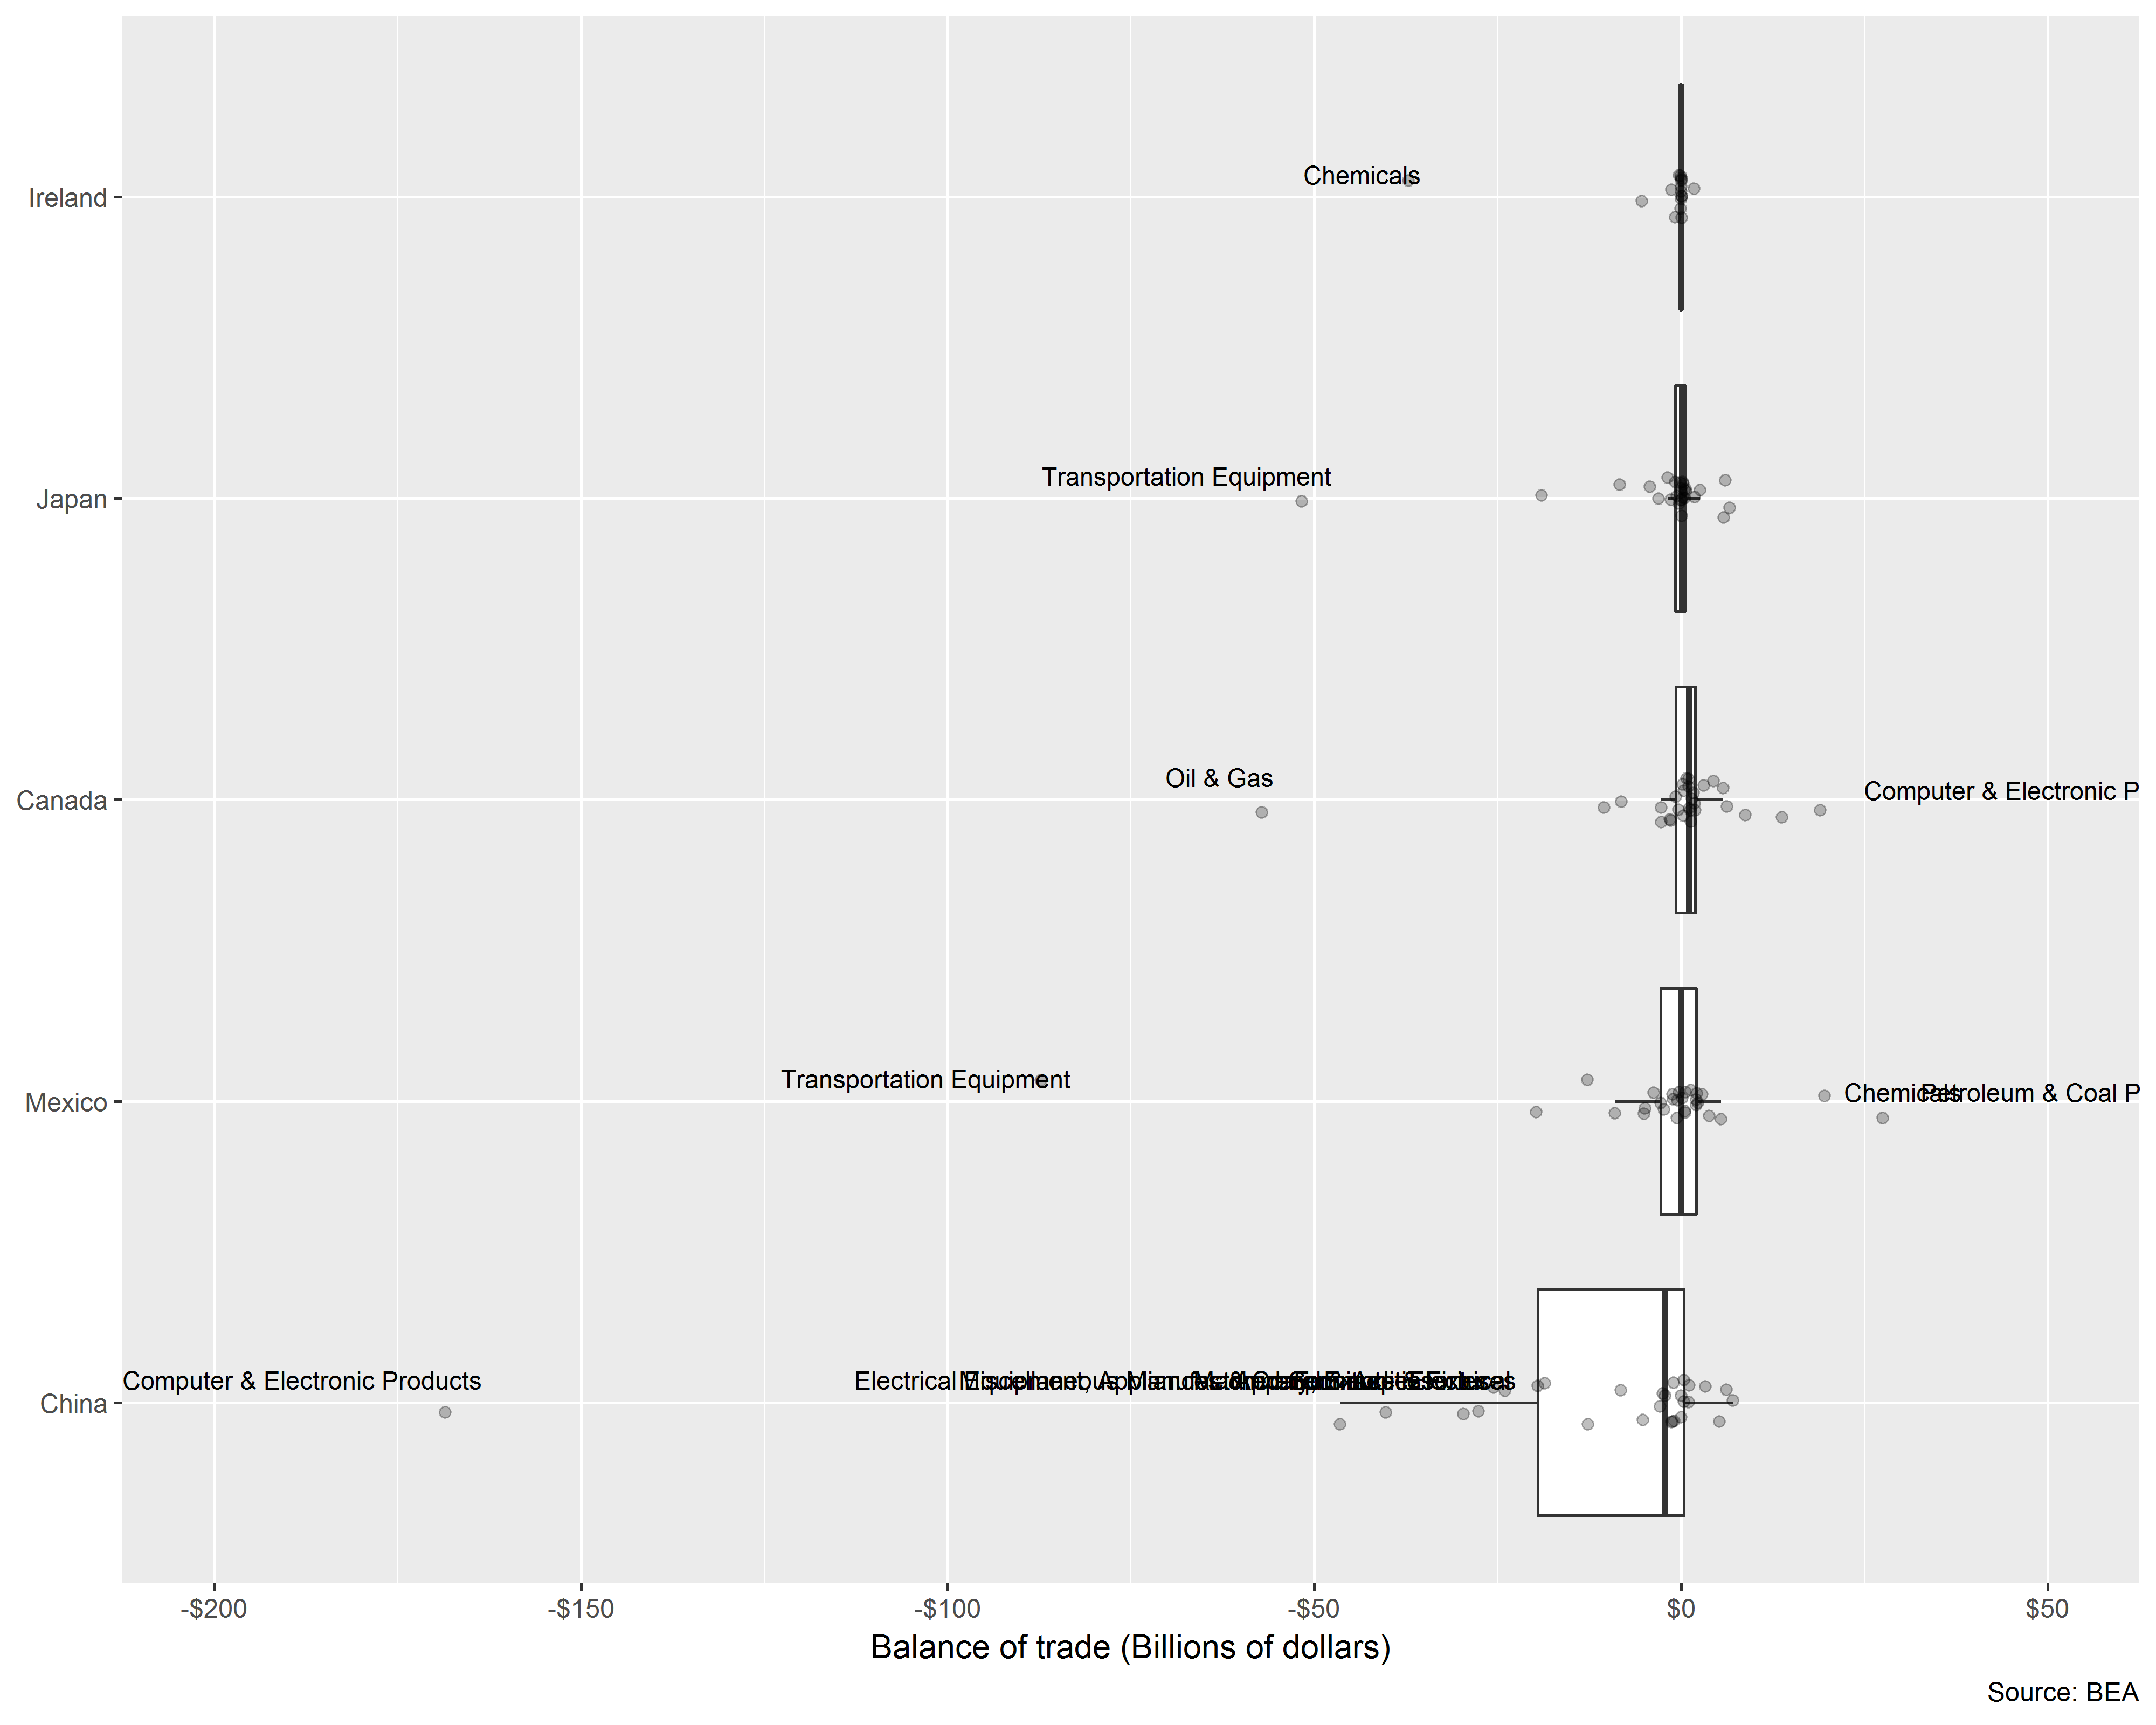 Ireland
Chemicals
Japan
Transportation Equipment
Canada
Oil & Gas
Computer & Electronic P
Mexico
Transportation Equipment
Chemicals
Petroleum & Coal P
China
Computer & Electronic Products
Electrical
-$200
-$150
-$100
-$50
$0
$50
Balance of trade (Billions of dollars)
Source: BEA